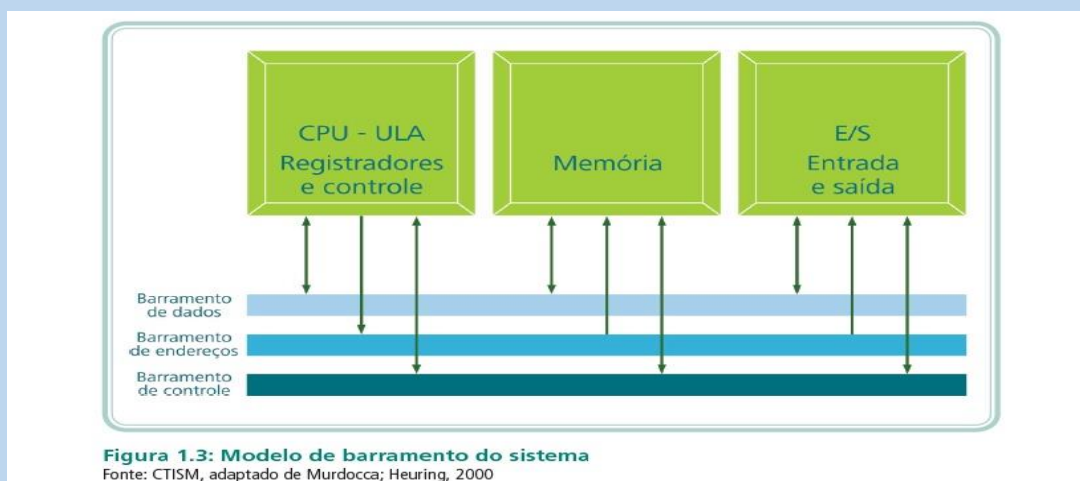 CPU - ULA
Registradores
e controle
Memória
E/S
Entrada
e saída
Barramento
de dados
Barramento
de endereços
Barramento
de controle
Figura 1.3: Modelo de barramento do sistema
Fonte: CTISM, adaptado de Murdocca; Heuring, 2000